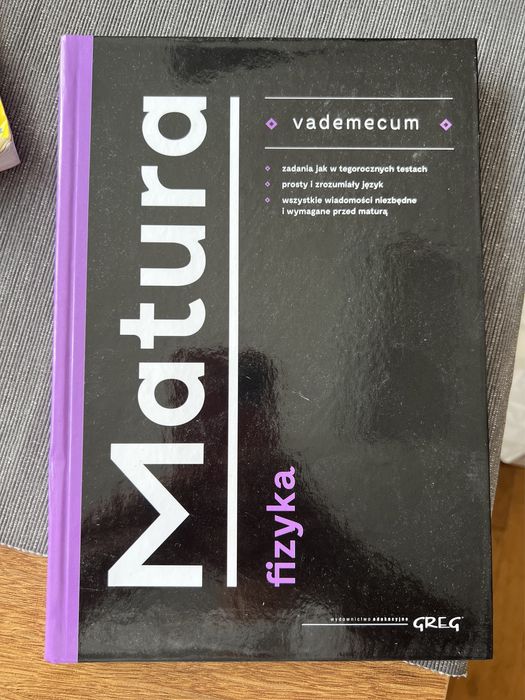 Matura
vademecum
zadania jak w tegorocznych testach
prosty i zrozumiały język
wszystkie wiadomości niezbędne
i wymagane przed maturą
fizyka
wydawnictwo edukacyjne GREG